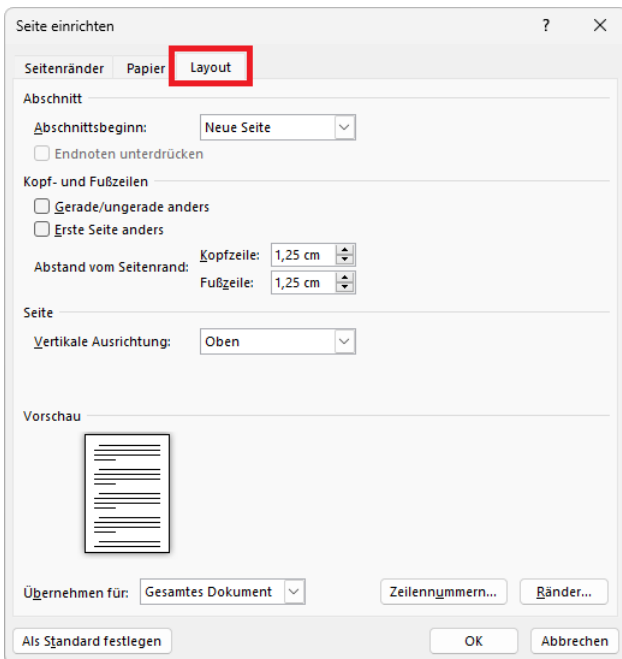 Seite einrichten ?
Seitenränder Papier Layout
Abschnitt
Abschnittsbeginn: Neue Seite
Endnoten unterdrücken
Kopf- und Fußzeilen
Gerade/ungerade anders
Erste Seite anders
Abstand vom Seitenrand: Kopfzeile: 1,25 cm
Fußzeile: 1,25 cm
Seite
Vertikale Ausrichtung: Oben
Vorschau
Übernehmen für: Gesamtes Dokument Zeilennummern... Ränder...
Als Standard festlegen OK Abbrechen